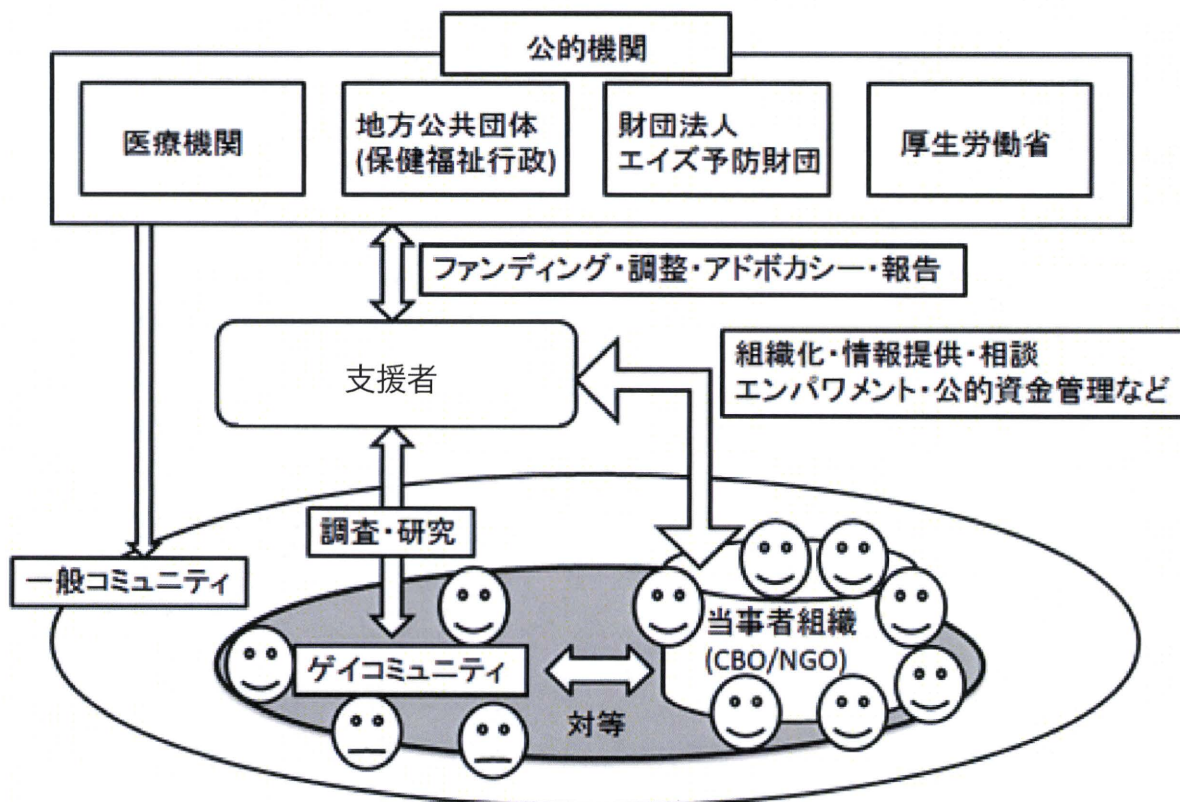 公的機関
医療機関
地方公共団体
(保健福祉行政)
財団法人
エイズ予防財団
厚生労働省
ファンディング・調整・アドボカシー・報告
支援者
組織化・情報提供・相談
エンパワメント・公的資金管理など
調査・研究
一般コミュニティ
ゲイコミュニティ
当事者組織
(CBO/NGO)
対等